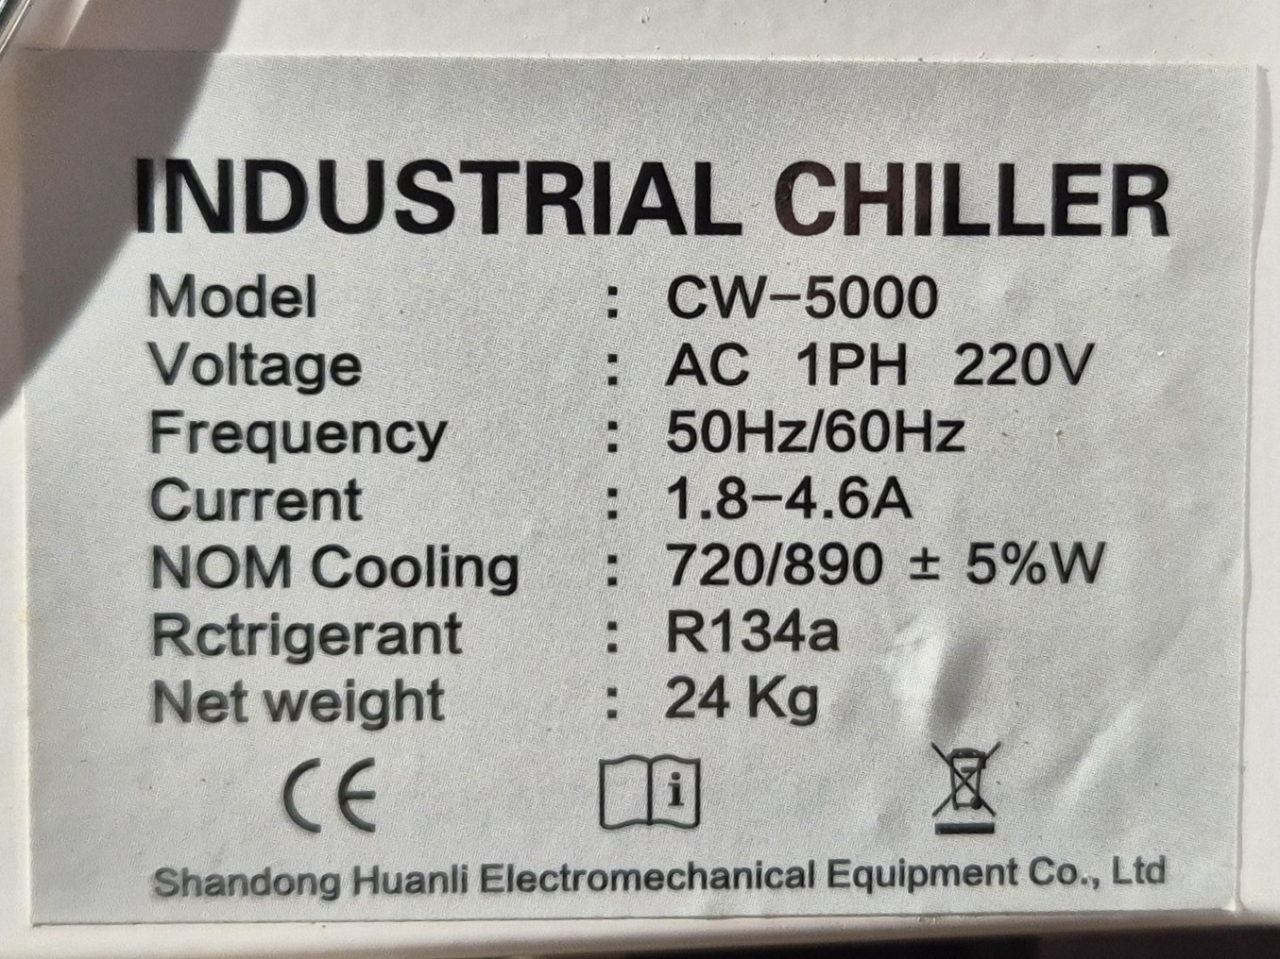 INDUSTRIAL CHILLER
Model : CW-5000
Voltage : AC 1PH 220V
Frequency : 50Hz/60Hz
Current : 1.8-4.6A
NOM Cooling : 720/890 ± 5%W
Rctrigerant : R134a
Net weight : 24 Kg
CE i
Shandong Huanli Electromechanical Equipment Co., Ltd